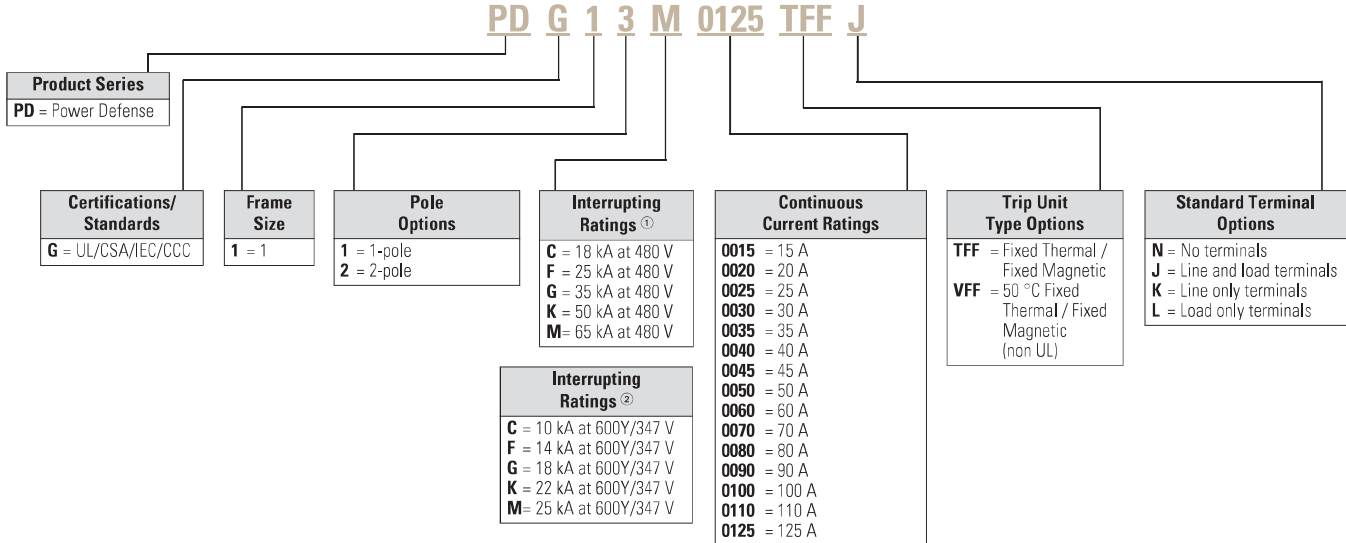 PD G 1 3 M 0125 TFF J
Product Series
PD = Power Defense
Certifications/
Standards
G = UL/CSA/IEC/CCC
Frame
Size
1 = 1
Pole
Options
1 = 1-pole
2 = 2-pole
Interrupting
Ratings ①
C = 18 kA at 480 V
F = 25 kA at 480 V
G = 35 kA at 480 V
K = 50 kA at 480 V
M= 65 kA at 480 V
Interrupting
Ratings ②
C = 10 kA at 600Y/347 V
F = 14 kA at 600Y/347 V
G = 18 kA at 600Y/347 V
K = 22 kA at 600Y/347 V
M= 25 kA at 600Y/347 V
Continuous
Current Ratings
0015 = 15 A
0020 = 20 A
0025 = 25 A
0030 = 30 A
0035 = 35 A
0040 = 40 A
0045 = 45 A
0050 = 50 A
0060 = 60 A
0070 = 70 A
0080 = 80 A
0090 = 90 A
0100 = 100 A
0110 = 110 A
0125 = 125 A
Trip Unit
Type Options
TFF = Fixed Thermal /
Fixed Magnetic
VFF = 50 °C Fixed
Thermal / Fixed
Magnetic
(non UL)
Standard Terminal
Options
N = No terminals
J = Line and load terminals
K = Line only terminals
L = Load only terminals